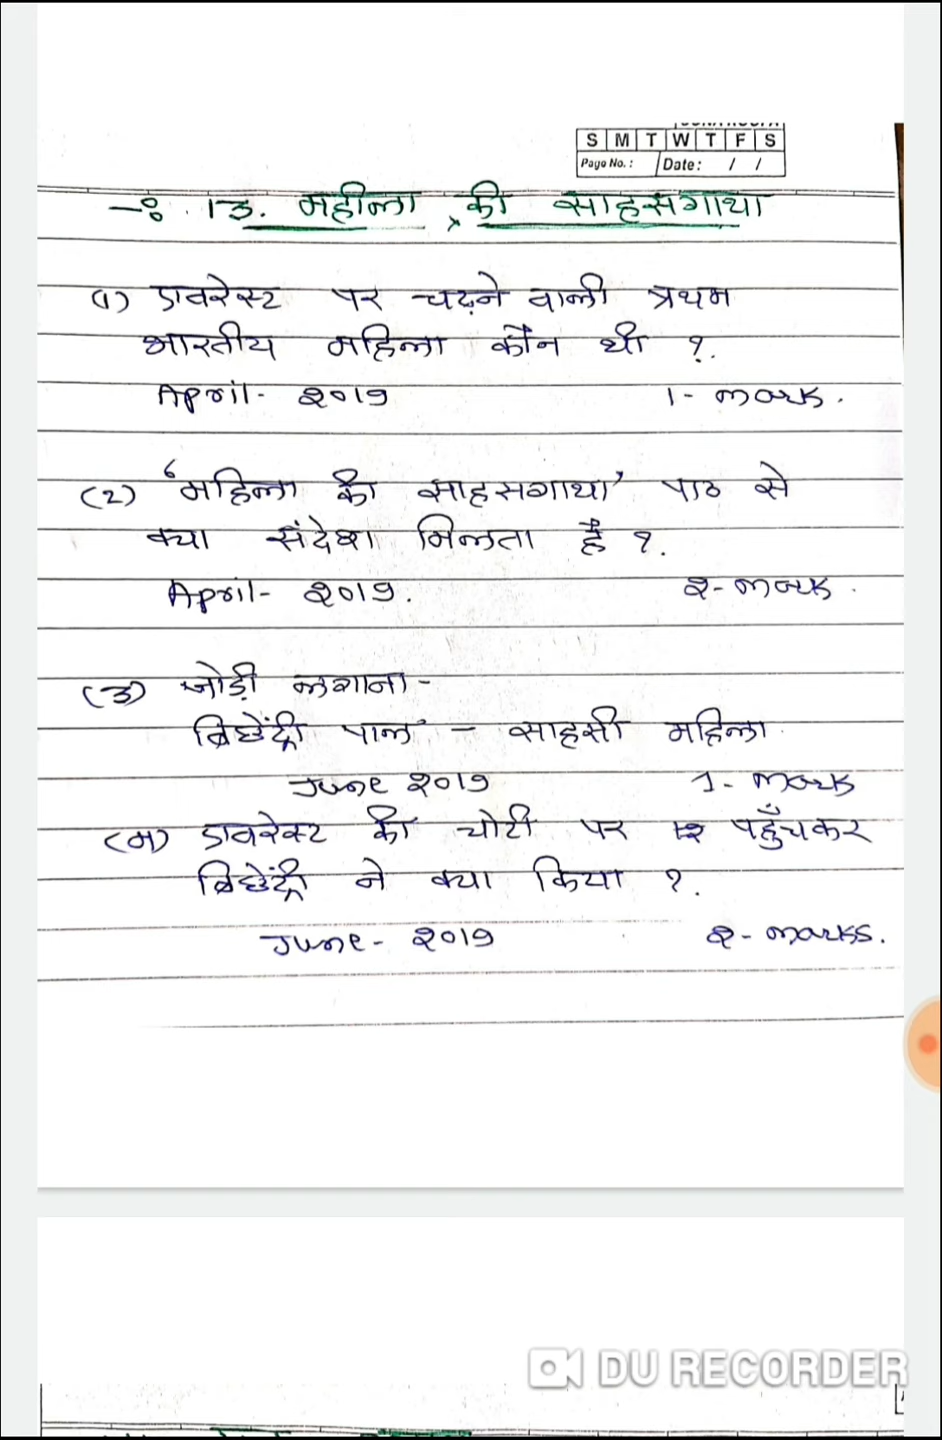 S M T W T F S
Page No.: Date: / /
-: 13. महीला की साहसगाथा
(1) एवरेस्ट पर चढ़ने वाली प्रथम
भारतीय महिला कौन थी ?.
April- 2019 1- mark.
(2) 'महिला की साहसगाथा' पाठ से
क्या संदेश मिलता है ?.
April- 2019. 2- mark.
(3) जोड़ी लगाना-
बिछेंद्री पाल - साहसी महिला
June 2019 1- mark
(4) एवरेस्ट की चोटी पर पहुँचकर
बिछेंद्री ने क्या किया ?.
June- 2019 2- marks.
DU RECORDER